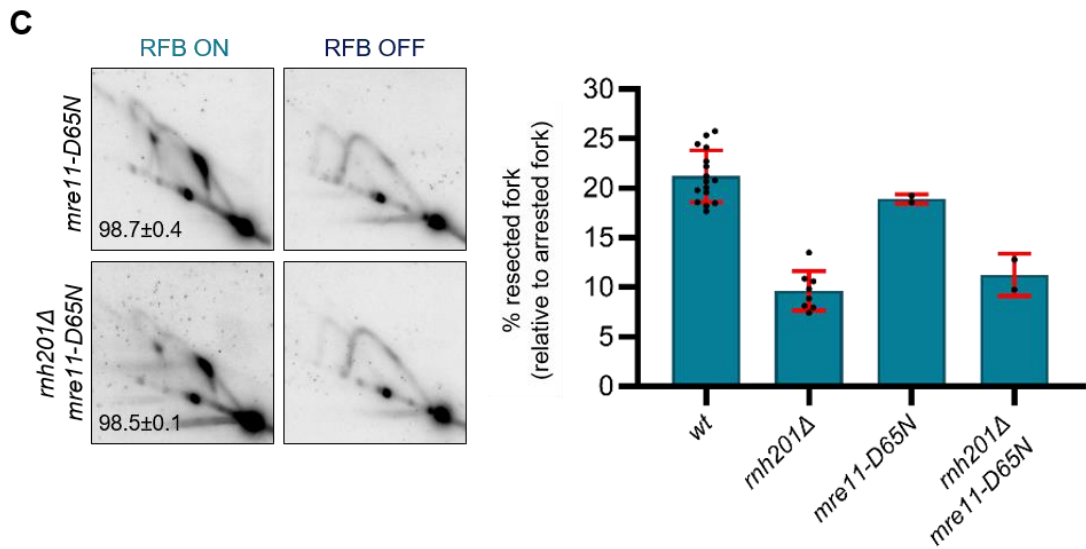 C
RFB ON
RFB OFF
mre11-D65N
98.7±0.4
rnh201Δ
mre11-D65N
98.5±0.1
% resected fork
(relative to arrested fork)
30
25
20
15
10
5
0
wt
rnh201Δ
mre11-D65N
rnh201Δ
mre11-D65N